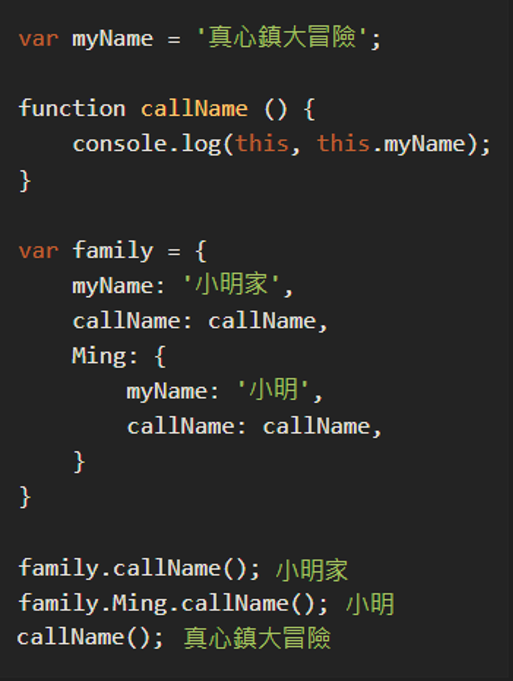 var myName = '真心鎮大冒險';
function callName () {
console.log(this, this.myName);
}
var family = {
myName: '小明家',
callName: callName,
Ming: {
myName: '小明',
callName: callName,
}
}
family.callName(); 小明家
family.Ming.callName(); 小明
callName(); 真心鎮大冒險